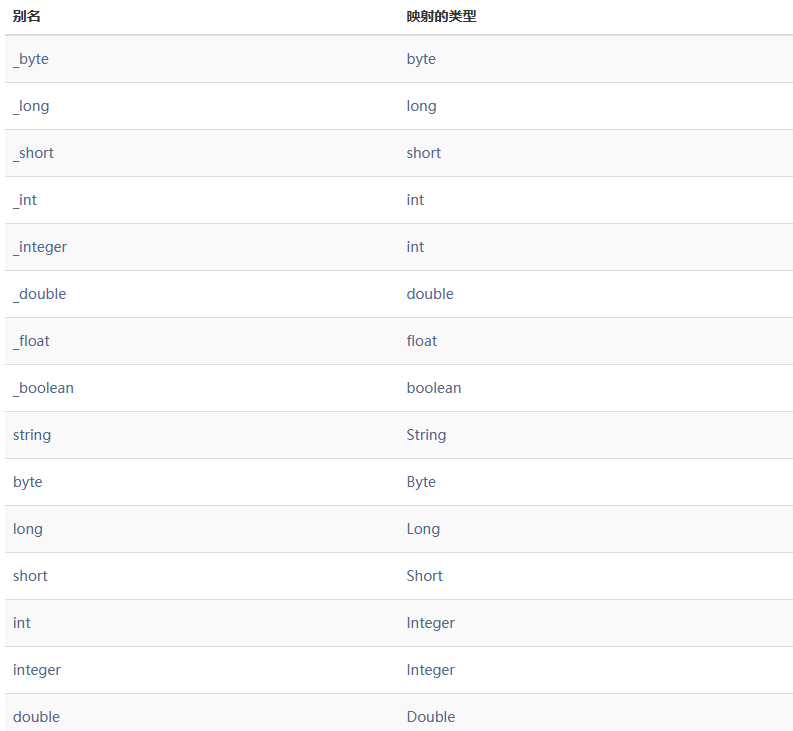 别名 映射的类型
_byte byte
_long long
_short short
_int int
_integer int
_double double
_float float
_boolean boolean
string String
byte Byte
long Long
short Short
int Integer
integer Integer
double Double